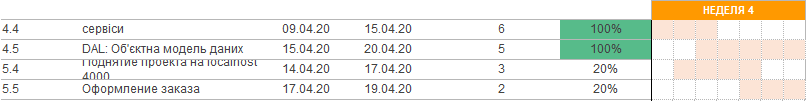 НЕДЕЛЯ 4
4.4 сервіси 09.04.20 15.04.20 6 100%
4.5 DAL: Об'єктна модель даних 15.04.20 20.04.20 5 100%
5.4 Поднятие проекта на localhost 4000 14.04.20 17.04.20 3 20%
5.5 Оформление заказа 17.04.20 19.04.20 2 20%